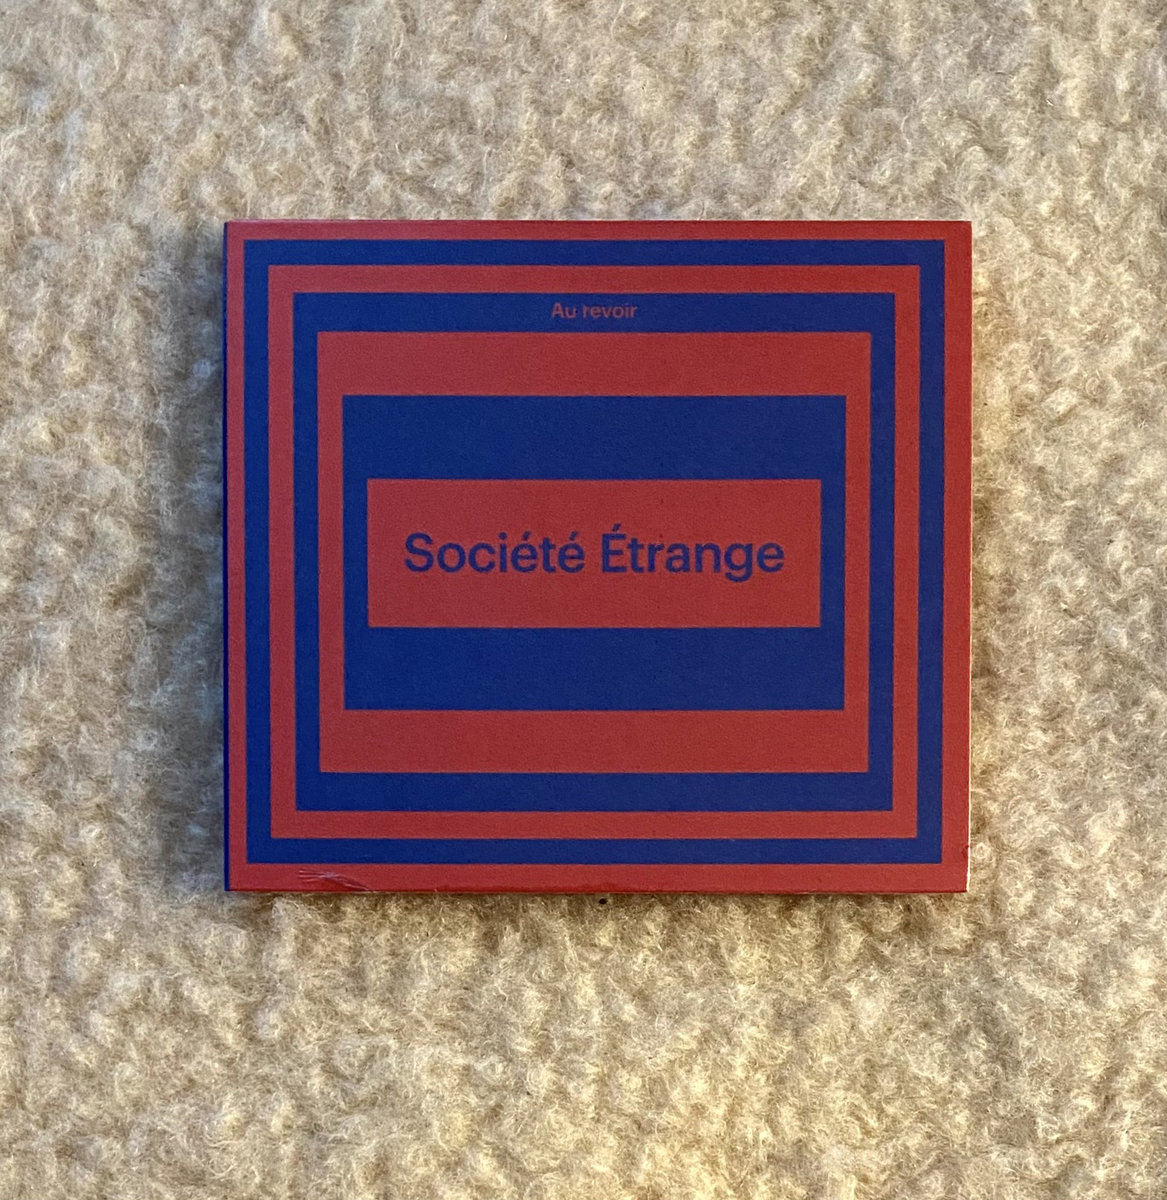 Au revoir
Société Étrange